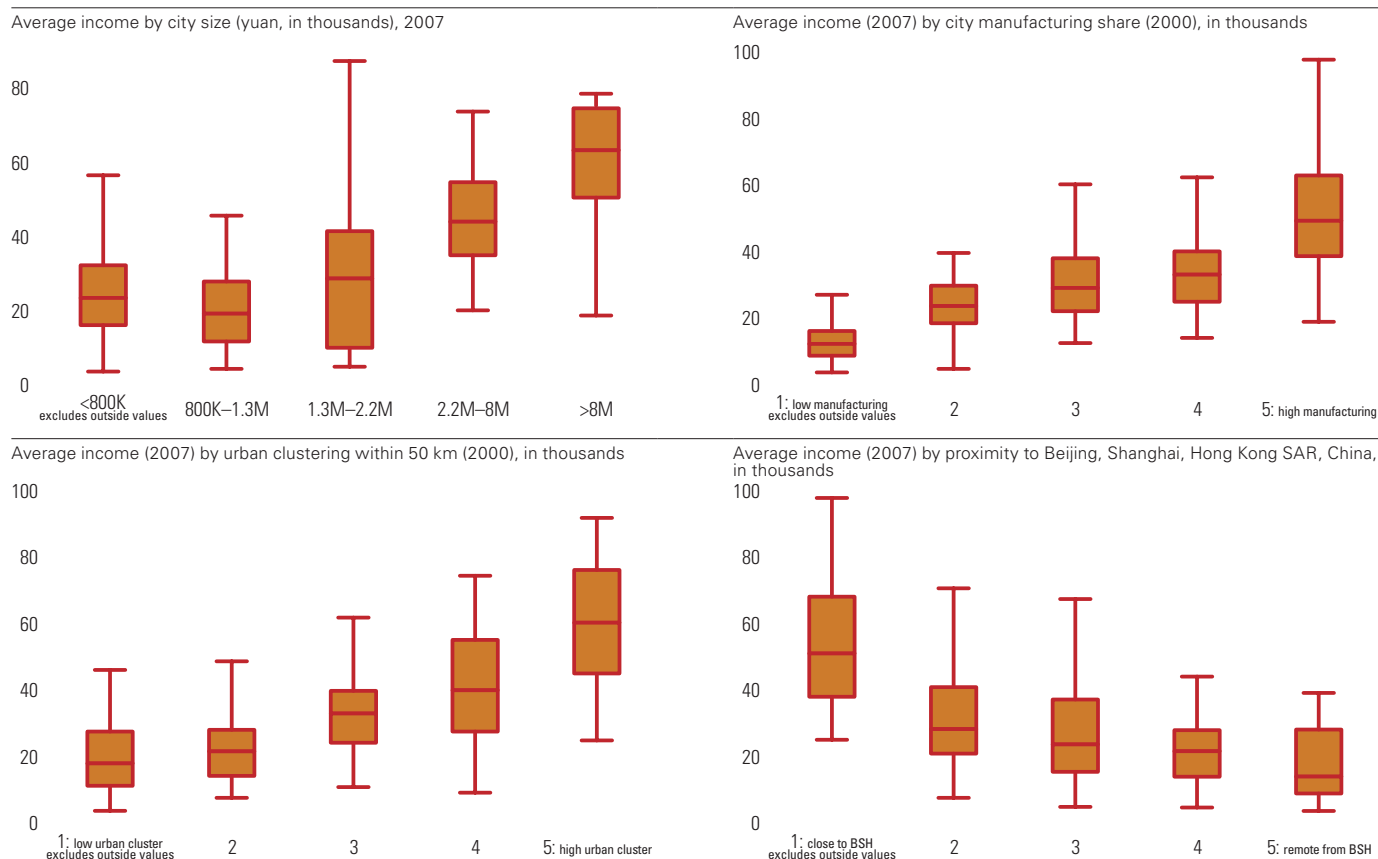 Average income by city size (yuan, in thousands), 2007
80
60
40
20
0
<800K
excludes outside values
800K–1.3M
1.3M–2.2M
2.2M–8M
>8M
Average income (2007) by city manufacturing share (2000), in thousands
100
80
60
40
20
0
1: low manufacturing
excludes outside values
2
3
4
5: high manufacturing
Average income (2007) by urban clustering within 50 km (2000), in thousands
100
80
60
40
20
0
1: low urban cluster
excludes outside values
2
3
4
5: high urban cluster
Average income (2007) by proximity to Beijing, Shanghai, Hong Kong SAR, China,
in thousands
100
80
60
40
20
0
1: close to BSH
excludes outside values
2
3
4
5: remote from BSH